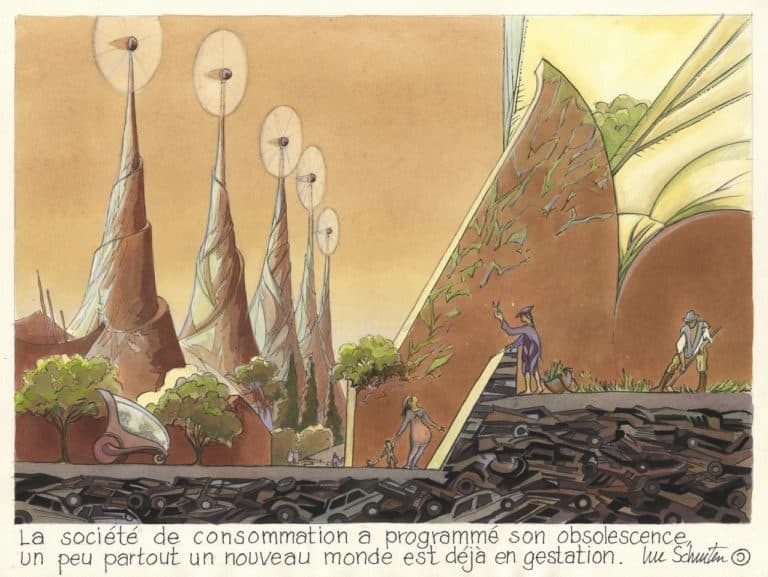 La société de consommation a programmé son obsolescence,
un peu partout un nouveau monde est déjà en gestation. Luc Schuiten